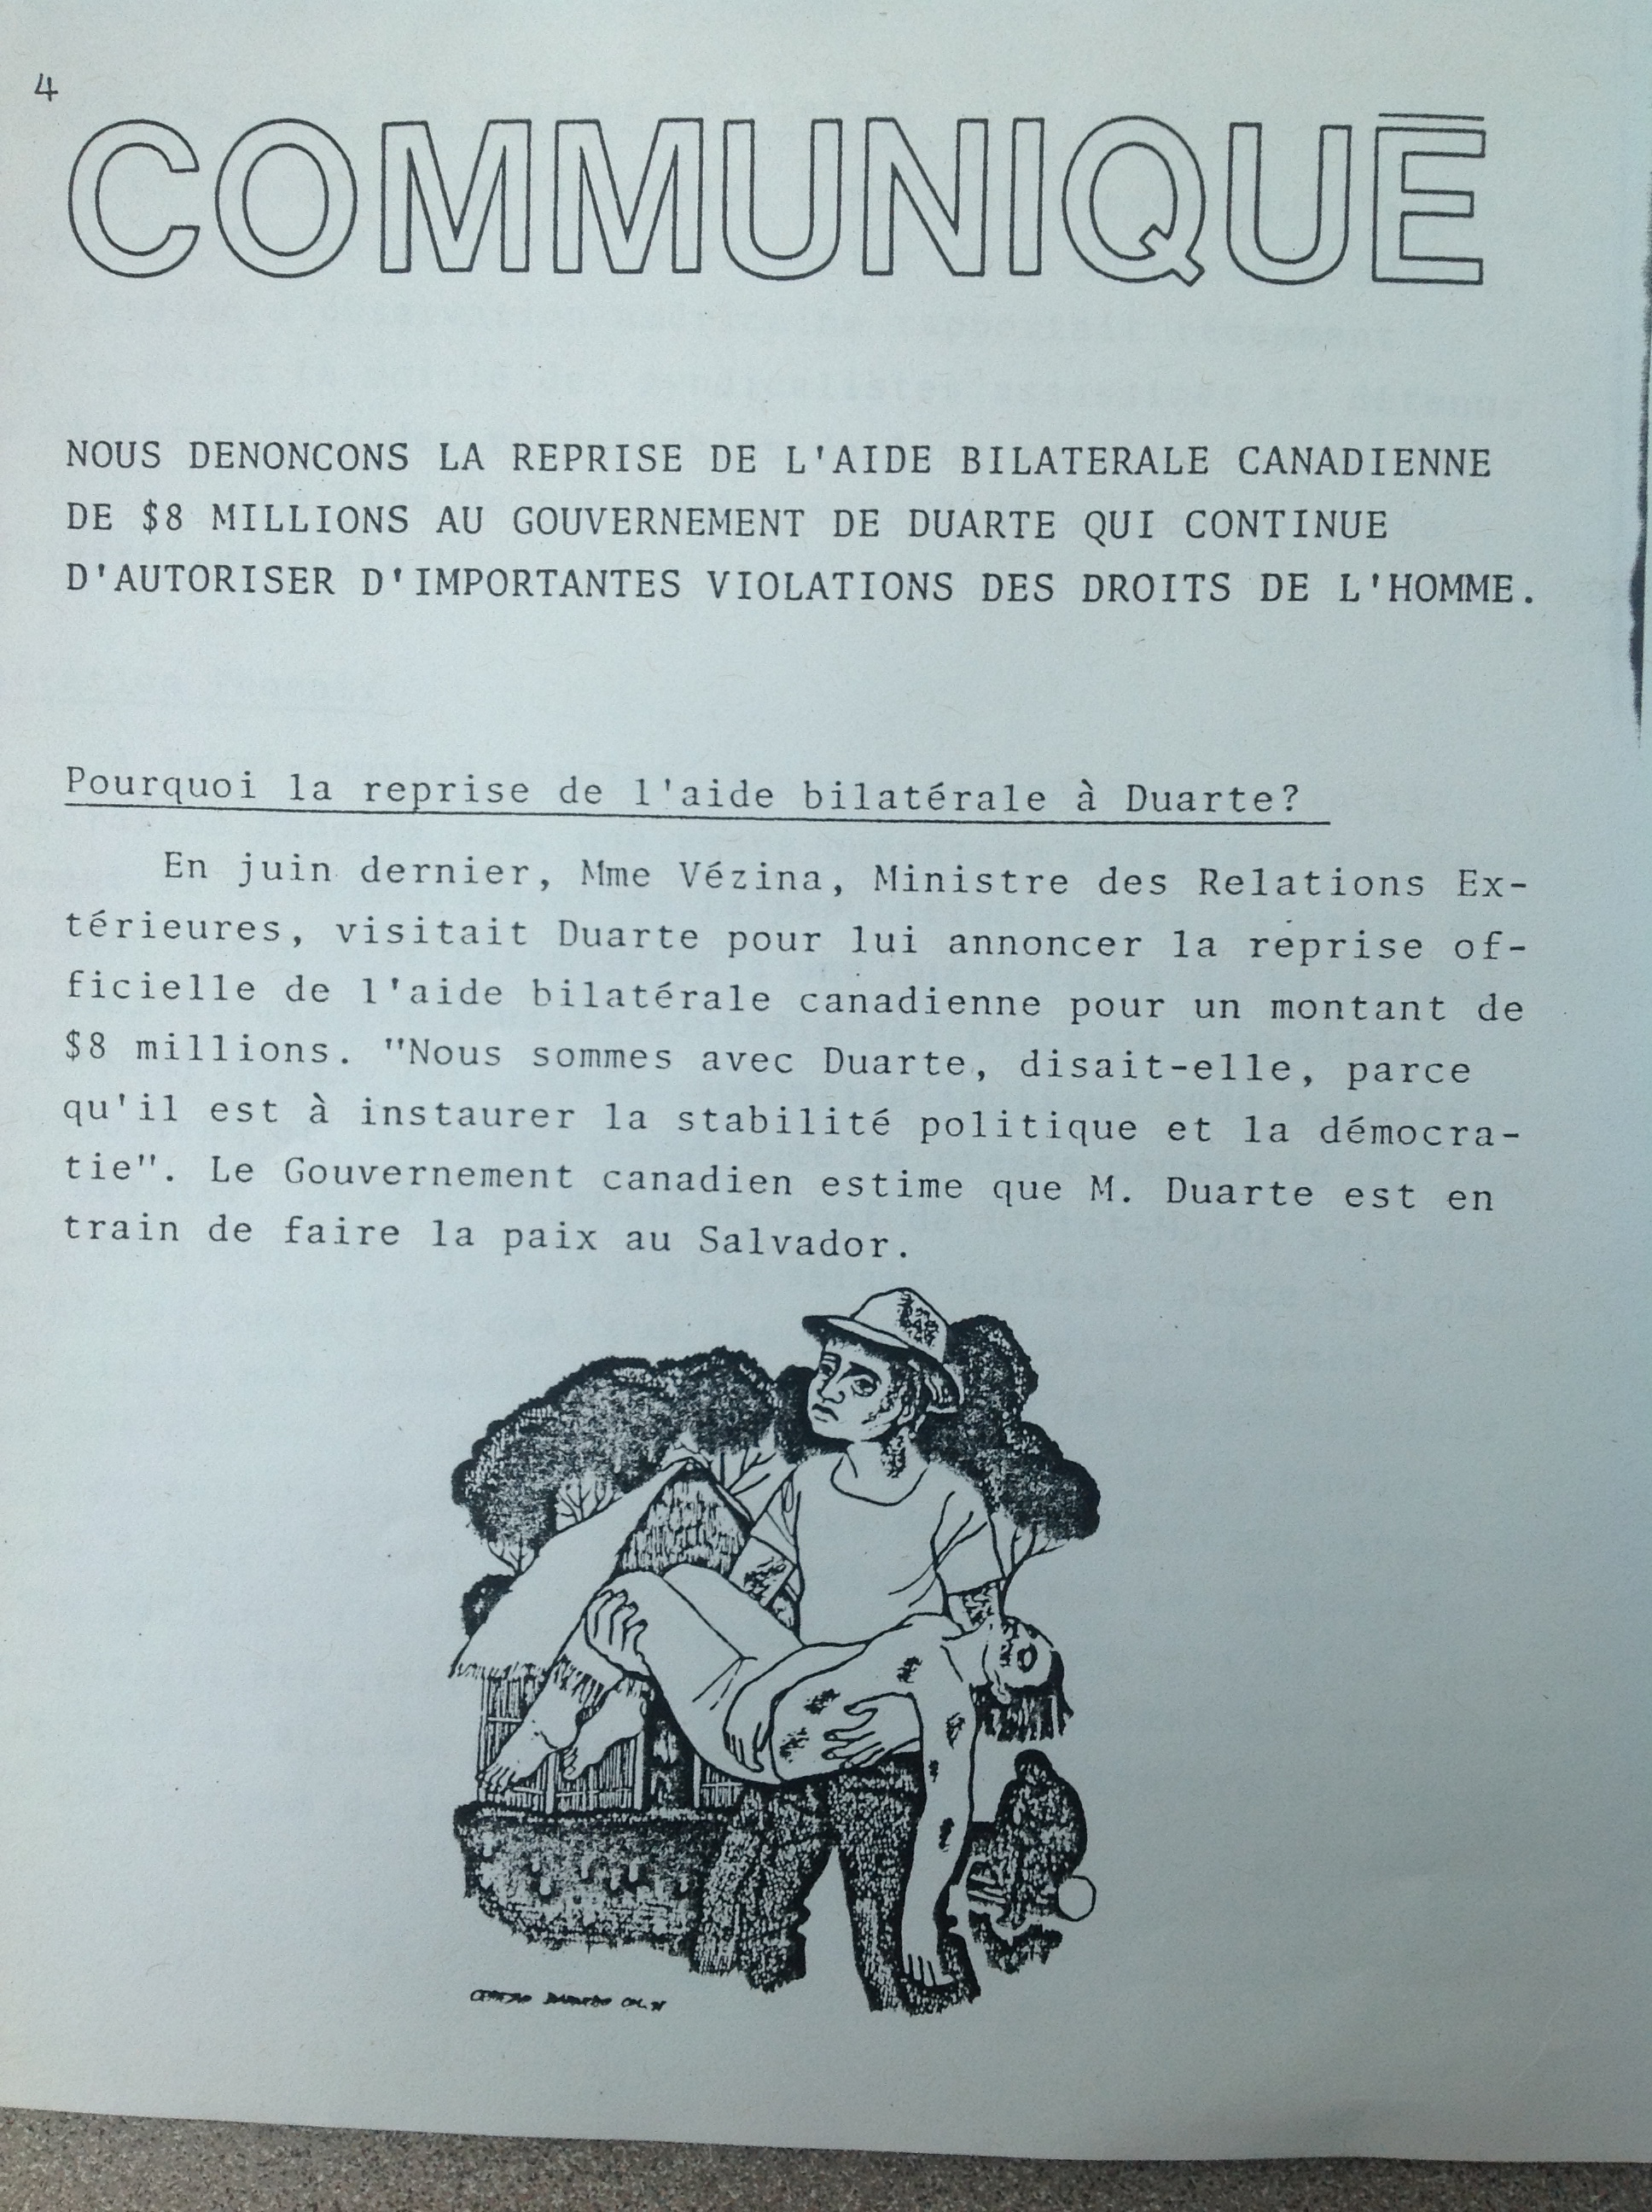 4
COMMUNIQUÉ
NOUS DENONCONS LA REPRISE DE L'AIDE BILATERALE CANADIENNE
DE $8 MILLIONS AU GOUVERNEMENT DE DUARTE QUI CONTINUE
D'AUTORISER D'IMPORTANTES VIOLATIONS DES DROITS DE L'HOMME.
Pourquoi la reprise de l'aide bilatérale à Duarte?
En juin dernier, Mme Vézina, Ministre des Relations Ex-
térieures, visitait Duarte pour lui annoncer la reprise of-
ficielle de l'aide bilatérale canadienne pour un montant de
$8 millions. "Nous sommes avec Duarte, disait-elle, parce
qu'il est à instaurer la stabilité politique et la démocra-
tie". Le Gouvernement canadien estime que M. Duarte est en
train de faire la paix au Salvador.